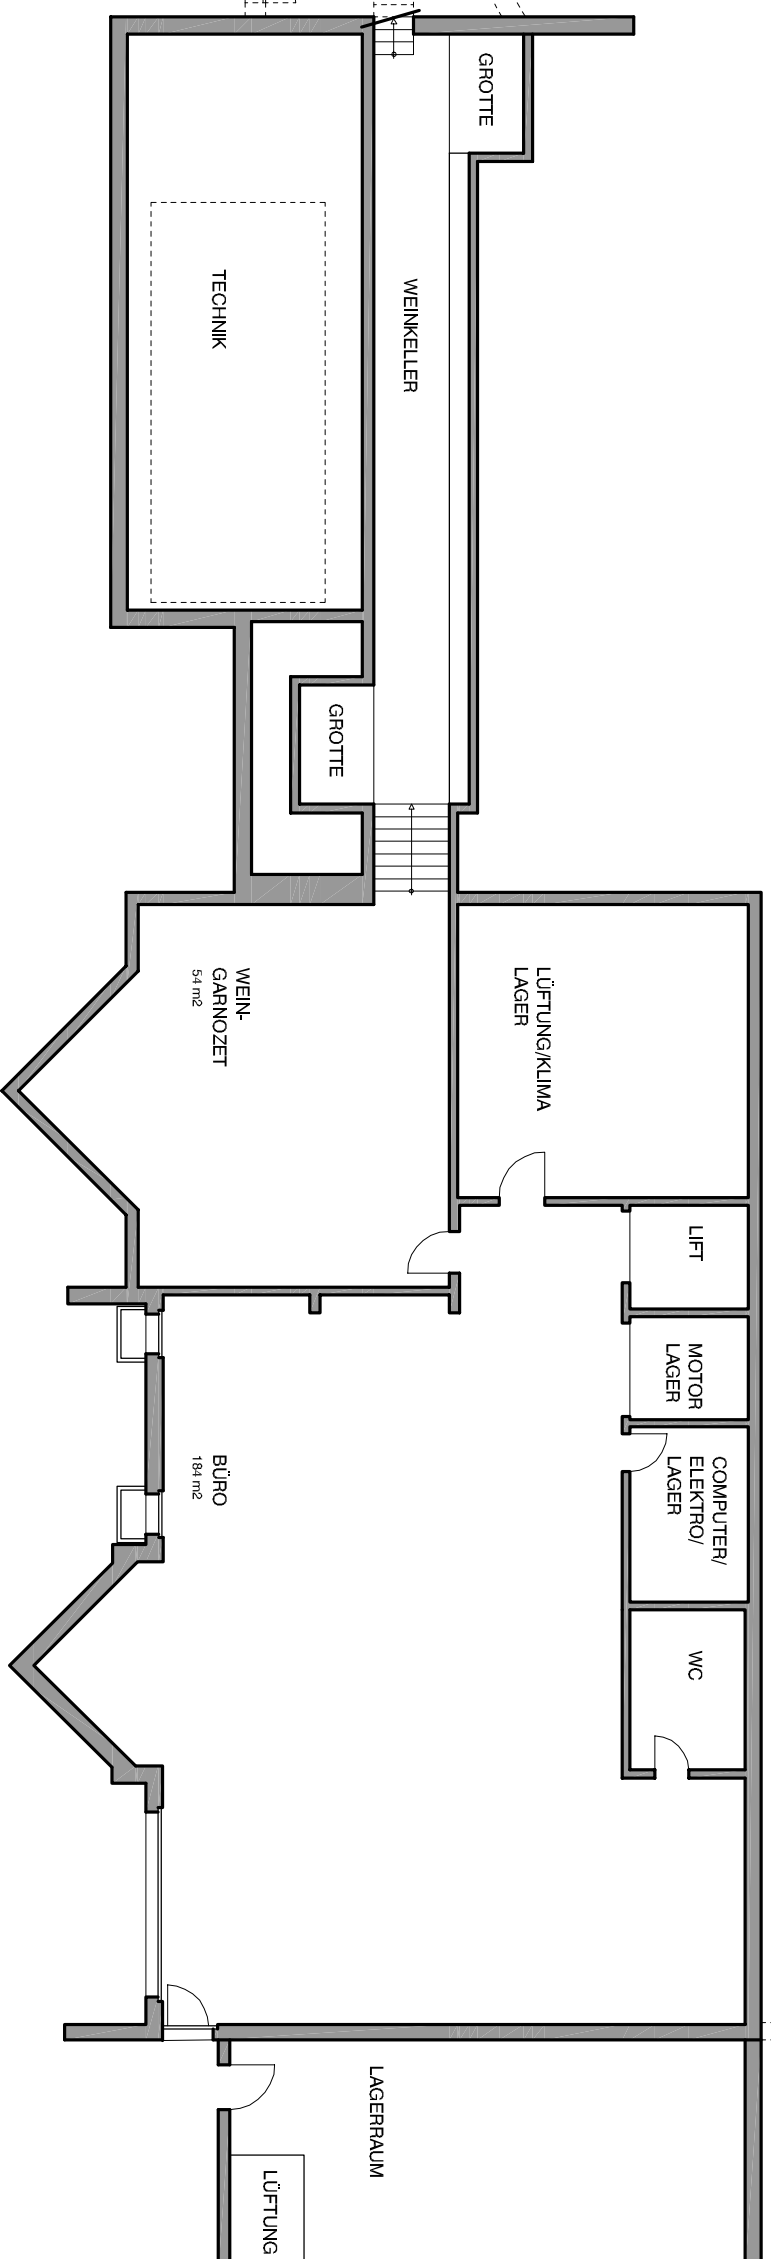 GROTTE
WEINKELLER
TECHNIK
GROTTE
WEIN-
GARNOZET
54 m2
LÜFTUNG/KLIMA
LAGER
LIFT
MOTOR
LAGER
COMPUTER/
ELEKTRO/
LAGER
BÜRO
184 m2
WC
LAGERRAUM
LÜFTUNG